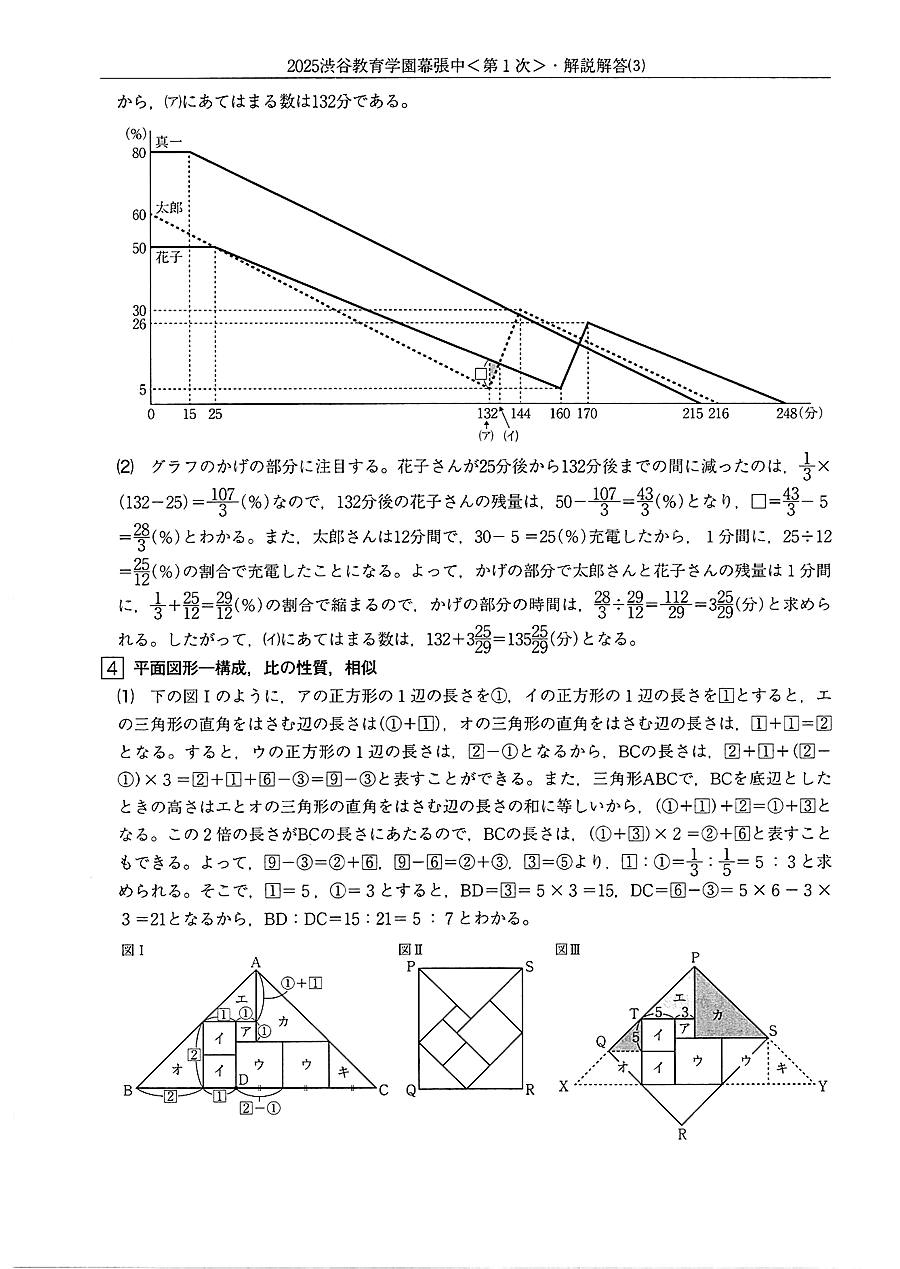 2025渋谷教育学園幕張中＜第1次＞・解説解答(3)
から，(ア)にあてはまる数は132分である。
(%)
真一
80
太郎
60
50
花子
30
26
□
5
0 15 25 132 144 160 170 215 216 248(分)
(ア) (イ)
(2) グラフのかげの部分に注目する。花子さんが25分後から132分後までの間に減ったのは，1/3×
(132−25)＝107/3(%)なので，132分後の花子さんの残量は，50−107/3＝43/3(%)となり，□＝43/3−5
＝28/3(%)とわかる。また，太郎さんは12分間で，30−5＝25(%)充電したから，1分間に，25÷12
＝25/12(%)の割合で充電したことになる。よって，かげの部分で太郎さんと花子さんの残量は1分間
に，1/3＋25/12＝29/12(%)の割合で縮まるので，かげの部分の時間は，28/3÷29/12＝112/29＝3 25/29(分)と求めら
れる。したがって，(イ)にあてはまる数は，132＋3 25/29＝135 25/29(分)となる。
4 平面図形—構成，比の性質，相似
(1) 下の図Ⅰのように，アの正方形の1辺の長さを①，イの正方形の1辺の長さを[1]とすると，エ
の三角形の直角をはさむ辺の長さは(①＋[1])，オの三角形の直角をはさむ辺の長さは，[1]＋[1]＝[2]
となる。すると，ウの正方形の1辺の長さは，[2]−①となるから，BCの長さは，[2]＋[1]＋([2]−
①)×3＝[2]＋[1]＋[6]−③＝[9]−③と表すことができる。また，三角形ABCで，BCを底辺とした
ときの高さはエとオの三角形の直角をはさむ辺の長さの和に等しいから，(①＋[1])＋[2]＝①＋[3]と
なる。この2倍の長さがBCの長さにあたるので，BCの長さは，(①＋[3])×2＝②＋[6]と表すこと
もできる。よって，[9]−③＝②＋[6]，[9]−[6]＝②＋③，[3]＝⑤より，[1]：①＝1/3：1/5＝5：3と求
められる。そこで，[1]＝5，①＝3とすると，BD＝[3]＝5×3＝15，DC＝[6]−③＝5×6−3×
3＝21となるから，BD：DC＝15：21＝5：7とわかる。
図Ⅰ
A
①＋[1]
エ
[1] ① カ
ア ①
イ
[2]
オ イ ウ ウ キ
B D C
[2] [1] [2]−①
図Ⅱ
P S
Q R
図Ⅲ
P
エ
T 5 3 カ
ア
5 イ S
Q
オ イ ウ ウ キ
X Y
R